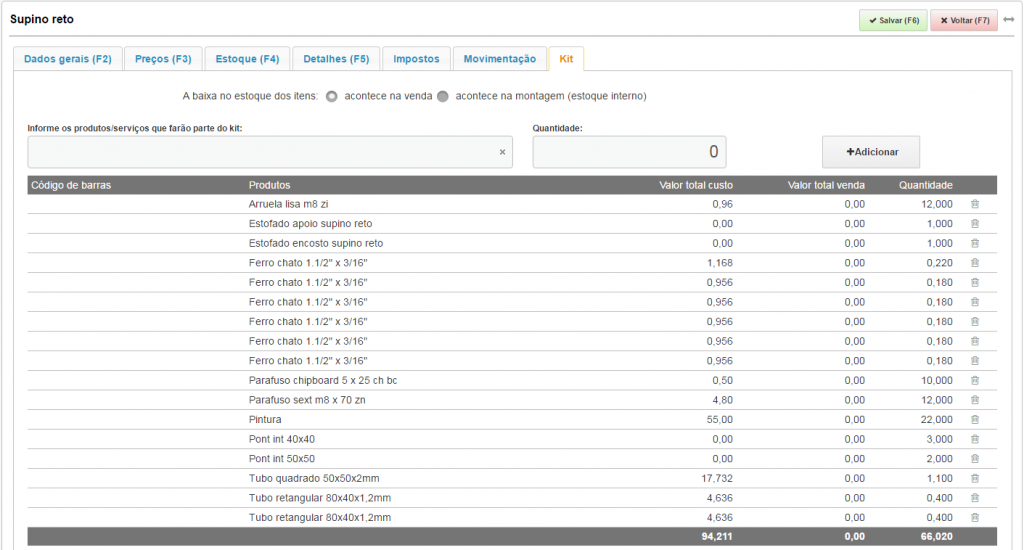 Supino reto
✔ Salvar (F6) ✖ Voltar (F7)
Dados gerais (F2) Preços (F3) Estoque (F4) Detalhes (F5) Impostos Movimentação Kit
A baixa no estoque dos itens: acontece na venda acontece na montagem (estoque interno)
Informe os produtos/serviços que farão parte do kit: Quantidade:
× 0 +Adicionar
Código de barras Produtos Valor total custo Valor total venda Quantidade
Arruela lisa m8 zi 0,96 0,00 12,000
Estofado apoio supino reto 0,00 0,00 1,000
Estofado encosto supino reto 0,00 0,00 1,000
Ferro chato 1.1/2" x 3/16" 1,168 0,00 0,220
Ferro chato 1.1/2" x 3/16" 0,956 0,00 0,180
Ferro chato 1.1/2" x 3/16" 0,956 0,00 0,180
Ferro chato 1.1/2" x 3/16" 0,956 0,00 0,180
Ferro chato 1.1/2" x 3/16" 0,956 0,00 0,180
Ferro chato 1.1/2" x 3/16" 0,956 0,00 0,180
Parafuso chipboard 5 x 25 ch bc 0,50 0,00 10,000
Parafuso sext m8 x 70 zn 4,80 0,00 12,000
Pintura 55,00 0,00 22,000
Pont int 40x40 0,00 0,00 3,000
Pont int 50x50 0,00 0,00 2,000
Tubo quadrado 50x50x2mm 17,732 0,00 1,100
Tubo retangular 80x40x1,2mm 4,636 0,00 0,400
Tubo retangular 80x40x1,2mm 4,636 0,00 0,400
94,211 0,00 66,020